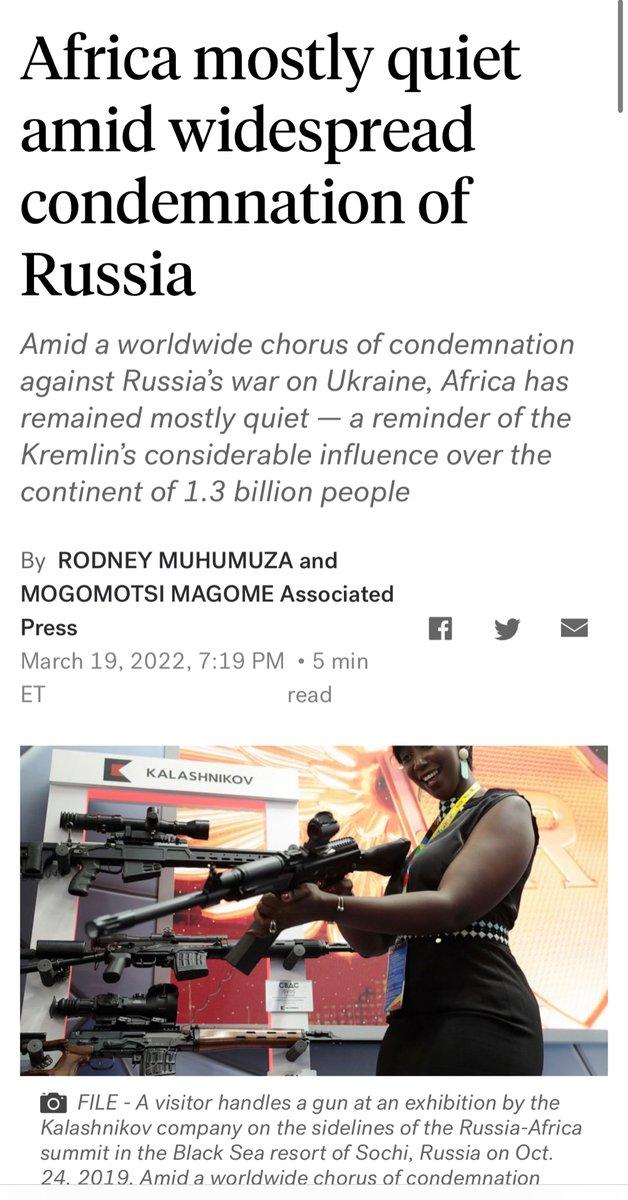 Africa mostly quiet
amid widespread
condemnation of
Russia
Amid a worldwide chorus of condemnation
against Russia’s war on Ukraine, Africa has
remained mostly quiet — a reminder of the
Kremlin’s considerable influence over the
continent of 1.3 billion people
By RODNEY MUHUMUZA and
MOGOMOTSI MAGOME Associated
Press
March 19, 2022, 7:19 PM • 5 min
ET read
KALASHNIKOV
FILE - A visitor handles a gun at an exhibition by the
Kalashnikov company on the sidelines of the Russia-Africa
summit in the Black Sea resort of Sochi, Russia on Oct.
24, 2019. Amid a worldwide chorus of condemnation